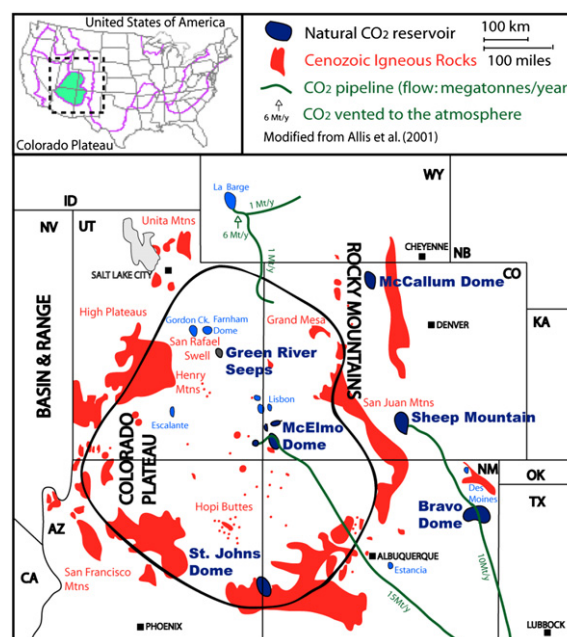 United States of America
Colorado Plateau
Natural CO2 reservoir
Cenozoic Igneous Rocks
CO2 pipeline (flow: megatonnes/year
CO2 vented to the atmosphere
6 Mt/y
Modified from Allis et al. (2001)
100 km
100 miles
ID
WY
NV
UT
La Barge
1 Mt/y
6 Mt/y
1 Mt/y
Unita Mtns
SALT LAKE CITY
CHEYENNE
NB
CO
McCallum Dome
ROCKY MOUNTAINS
KA
DENVER
High Plateaus
Gordon Ck.
Farnham
Dome
Grand Mesa
San Rafael
Swell
Green River
Seeps
Henry
Mtns
BASIN & RANGE
Lisbon
Escalante
San Juan Mtns
Sheep Mountain
McElmo
Dome
COLORADO
PLATEAU
NM
OK
TX
Des
Moines
Bravo
Dome
AZ
Hopi Buttes
CA
St. Johns
Dome
ALBUQUERQUE
Estancia
10Mt/y
15Mt/y
San Francisco
Mtns
PHOENIX
LUBBOCK